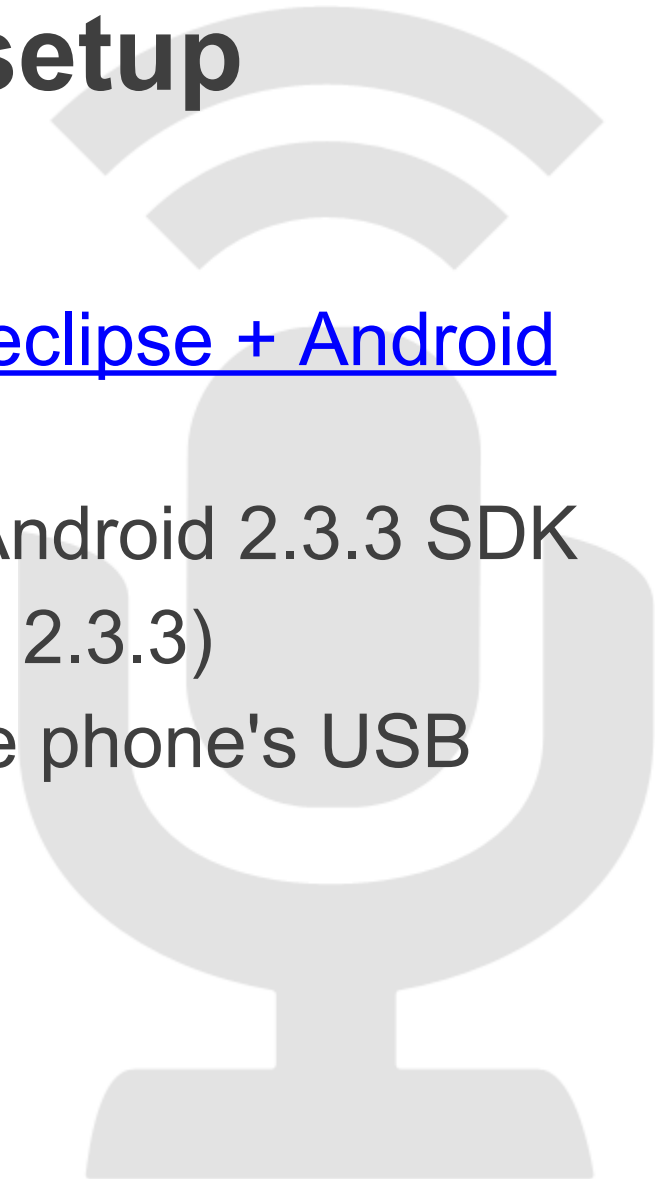 setup
eclipse + Android
Android 2.3.3 SDK
2.3.3)
e phone's USB